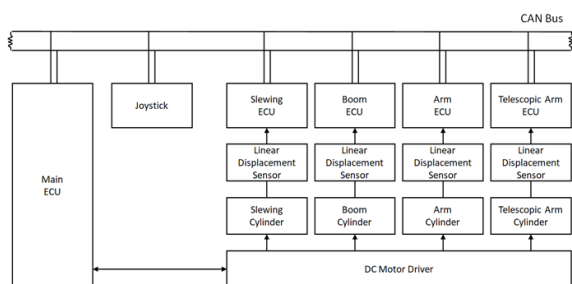 CAN Bus
Main
ECU
Joystick
Slewing
ECU
Boom
ECU
Arm
ECU
Telescopic Arm
ECU
Linear
Displacement
Sensor
Linear
Displacement
Sensor
Linear
Displacement
Sensor
Linear
Displacement
Sensor
Slewing
Cylinder
Boom
Cylinder
Arm
Cylinder
Telescopic Arm
Cylinder
DC Motor Driver